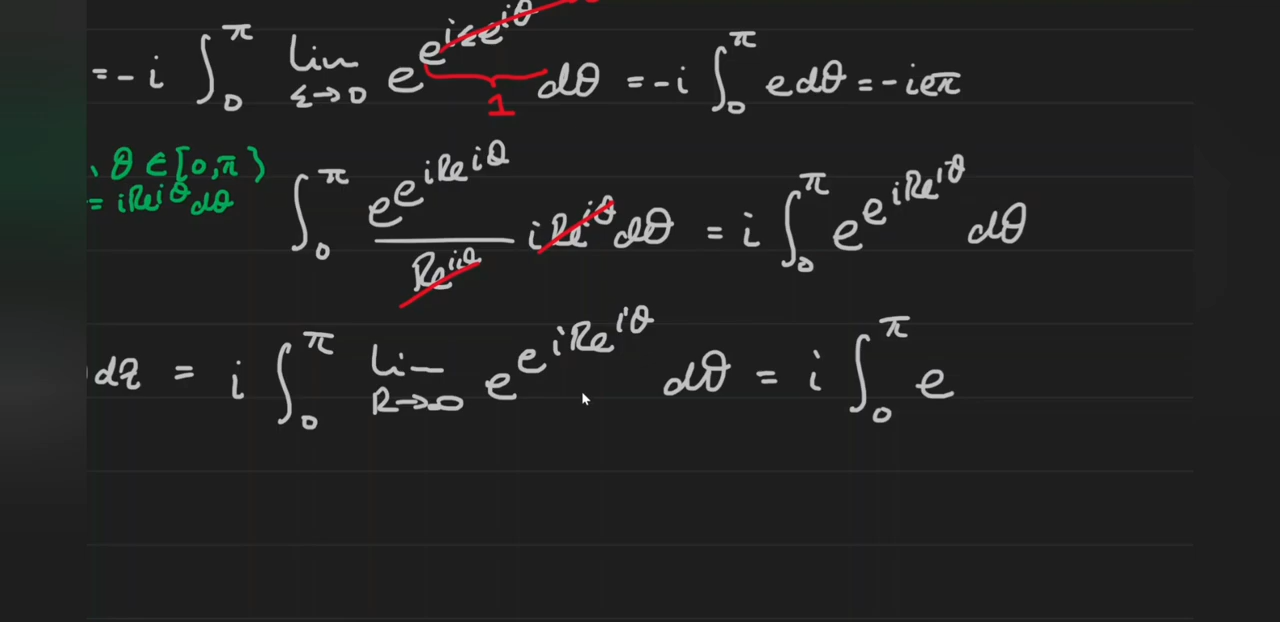 = -i ∫₀^π lim_{ε→0} e^{e^{iεe^{iθ}}} dθ = -i ∫₀^π e dθ = -ieπ
1
, θ ∈ [0,π)
= iRe^{iθ} dθ
∫₀^π e^{e^{iRe^{iθ}}} / Re^{iθ} iRe^{iθ} dθ = i ∫₀^π e^{e^{iRe^{iθ}}} dθ
dz = i ∫₀^π lim_{R→∞} e^{e^{iRe^{iθ}}} dθ = i ∫₀^π e